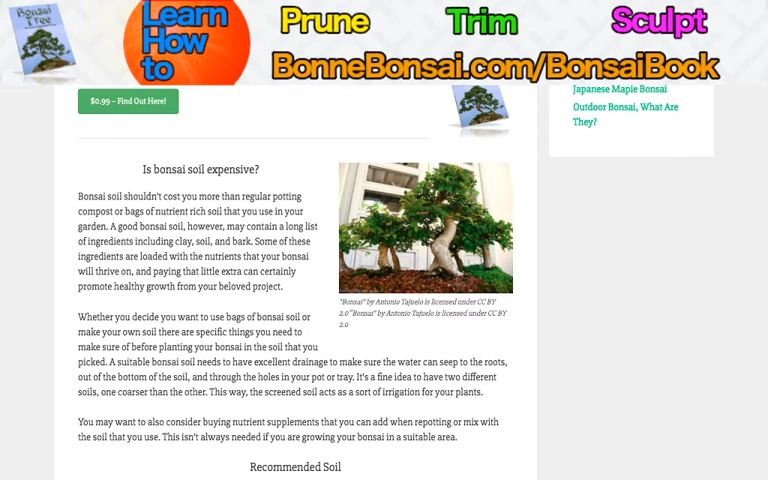 Bonsai
Tree
Learn
How
to
Prune
Trim
Sculpt
BonneBonsai.com/BonsaiBook
$0.99 – Find Out Here!
Japanese Maple Bonsai
Outdoor Bonsai, What Are
They?
Is bonsai soil expensive?
Bonsai soil shouldn't cost you more than regular potting
compost or bags of nutrient rich soil that you use in your
garden. A good bonsai soil, however, may contain a long list
of ingredients including clay, soil, and bark. Some of these
ingredients are loaded with the nutrients that your bonsai
will thrive on, and paying that little extra can certainly
promote healthy growth from your beloved project.
"Bonsai" by Antonio Tajuelo is licensed under CC BY
2.0"Bonsai" by Antonio Tajuelo is licensed under CC BY
2.0
Whether you decide you want to use bags of bonsai soil or
make your own soil there are specific things you need to
make sure of before planting your bonsai in the soil that you
picked. A suitable bonsai soil needs to have excellent drainage to make sure the water can seep to the roots,
out of the bottom of the soil, and through the holes in your pot or tray. It's a fine idea to have two different
soils, one coarser than the other. This way, the screened soil acts as a sort of irrigation for your plants.
You may want to also consider buying nutrient supplements that you can add when repotting or mix with
the soil that you use. This isn't always needed if you are growing your bonsai in a suitable area.
Recommended Soil